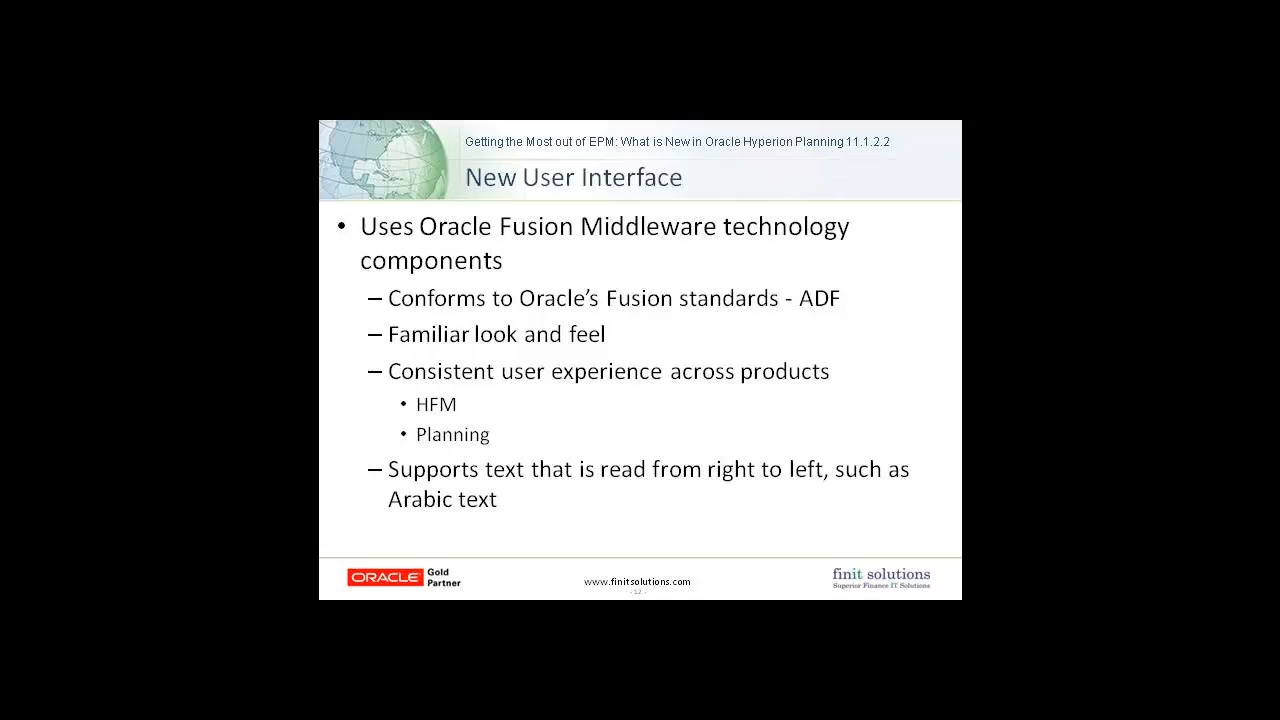 Getting the Most out of EPM: What is New in Oracle Hyperion Planning 11.1.2.2
New User Interface
• Uses Oracle Fusion Middleware technology
components
– Conforms to Oracle's Fusion standards - ADF
– Familiar look and feel
– Consistent user experience across products
• HFM
• Planning
– Supports text that is read from right to left, such as
Arabic text
ORACLE Gold
Partner
www.finitsolutions.com
- 12 -
finit solutions
Superior Finance IT Solutions